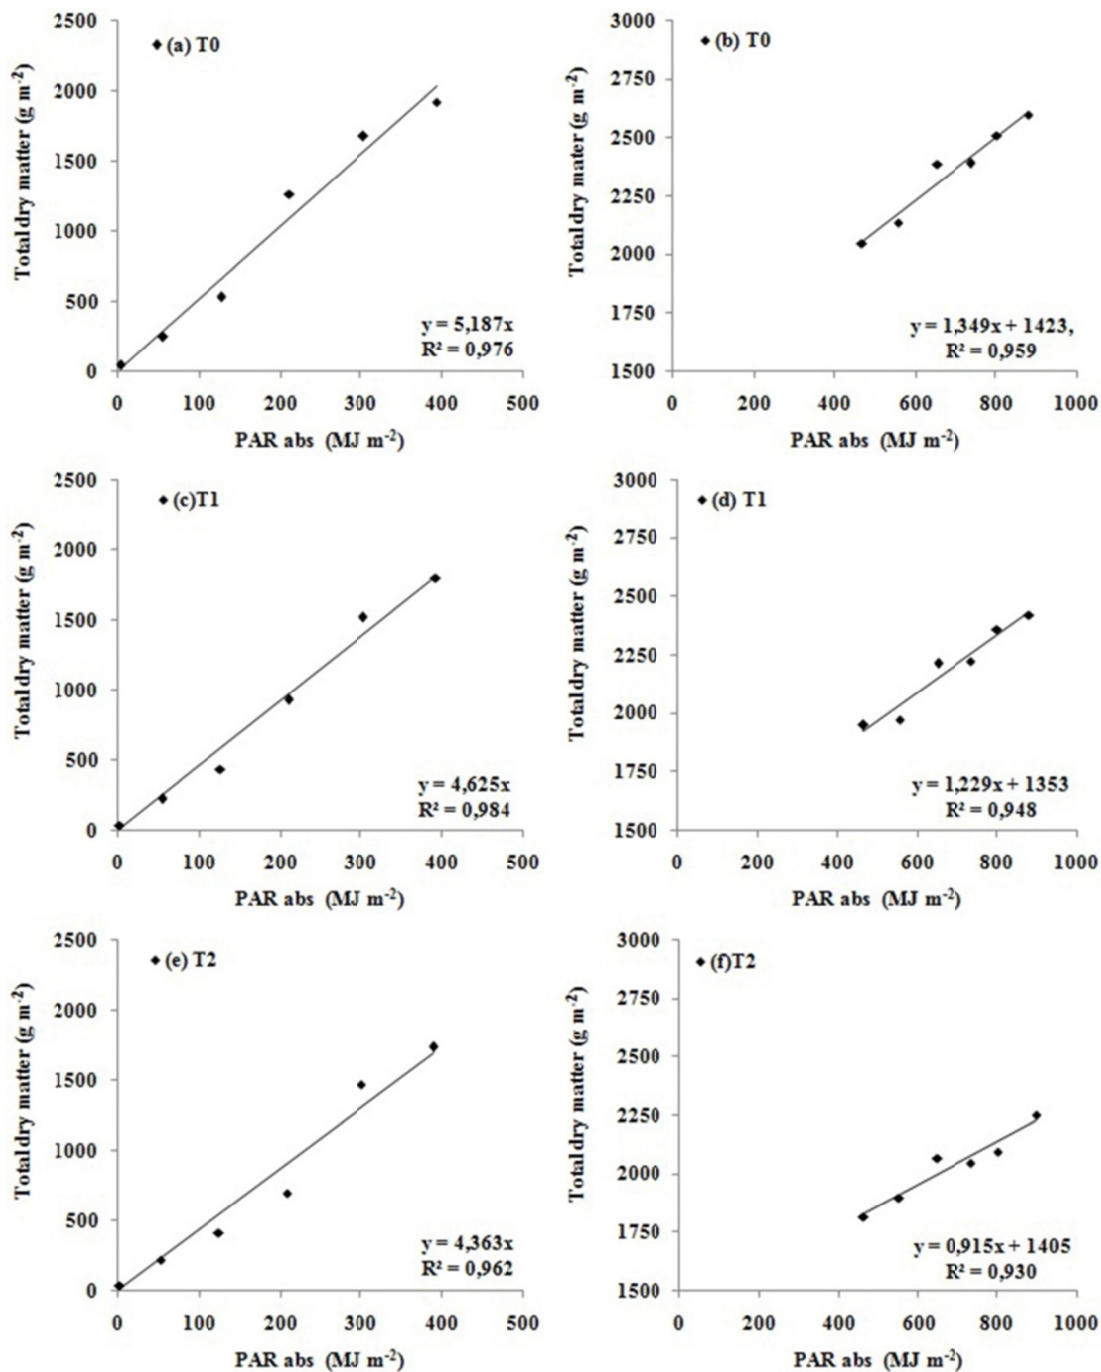 2500
2000
1500
1000
500
0
Total dry matter (g m⁻²)
(a) T0
y = 5,187x
R² = 0,976
0 100 200 300 400 500
PAR abs (MJ m⁻²)
3000
2750
2500
2250
2000
1750
1500
Total dry mater (g m⁻²)
(b) T0
y = 1,349x + 1423,
R² = 0,959
0 200 400 600 800 1000
PAR abs (MJ m⁻²)
2500
2000
1500
1000
500
0
Total dry matter (g m⁻²)
(c)T1
y = 4,625x
R² = 0,984
0 100 200 300 400 500
PAR abs (MJ m⁻²)
3000
2750
2500
2250
2000
1750
1500
Total dry matter (g m⁻²)
(d) T1
y = 1,229x + 1353
R² = 0,948
0 200 400 600 800 1000
PAR abs (MJ m⁻²)
2500
2000
1500
1000
500
0
Total dry matter (g m⁻²)
(e) T2
y = 4,363x
R² = 0,962
0 100 200 300 400 500
PAR abs (MJ m⁻²)
3000
2750
2500
2250
2000
1750
1500
Total dry matter (g m⁻²)
(f)T2
y = 0,915x + 1405
R² = 0,930
0 200 400 600 800 1000
PAR abs (MJ m⁻²)